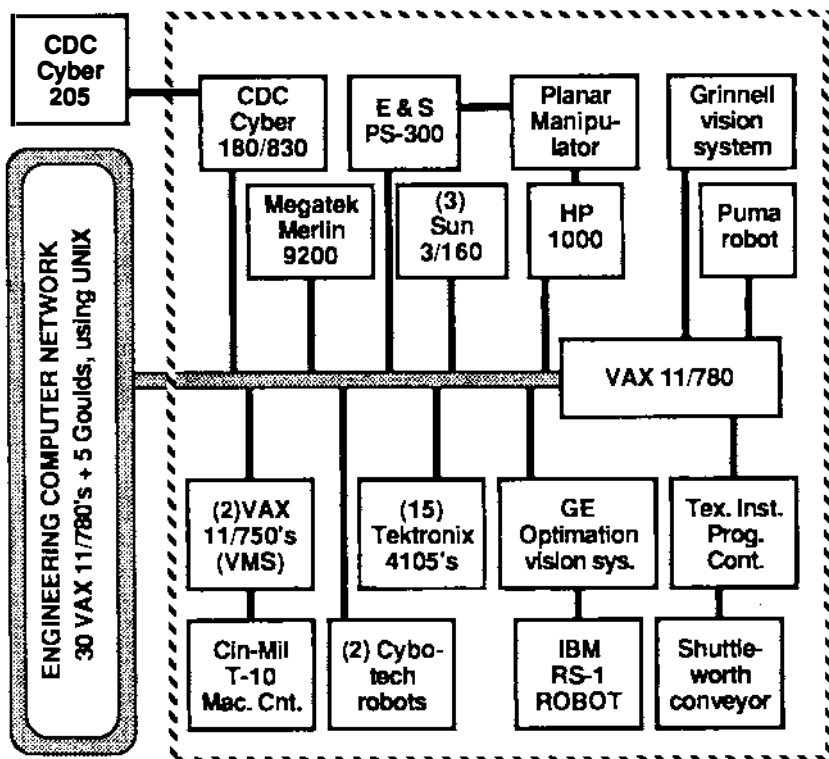 CDC
Cyber
205
CDC
Cyber
180/830
E & S
PS-300
Planar
Manipu-
lator
Grinnell
vision
system
Megatek
Merlin
9200
(3)
Sun
3/160
HP
1000
Puma
robot
ENGINEERING COMPUTER NETWORK
30 VAX 11/780's + 5 Goulds, using UNIX
VAX 11/780
(2)VAX
11/750's
(VMS)
(15)
Tektronix
4105's
GE
Optimation
vision sys.
Tex. Inst.
Prog.
Cont.
Cin-Mil
T-10
Mac. Cnt.
(2) Cybo-
tech
robots
IBM
RS-1
ROBOT
Shuttle-
worth
conveyor